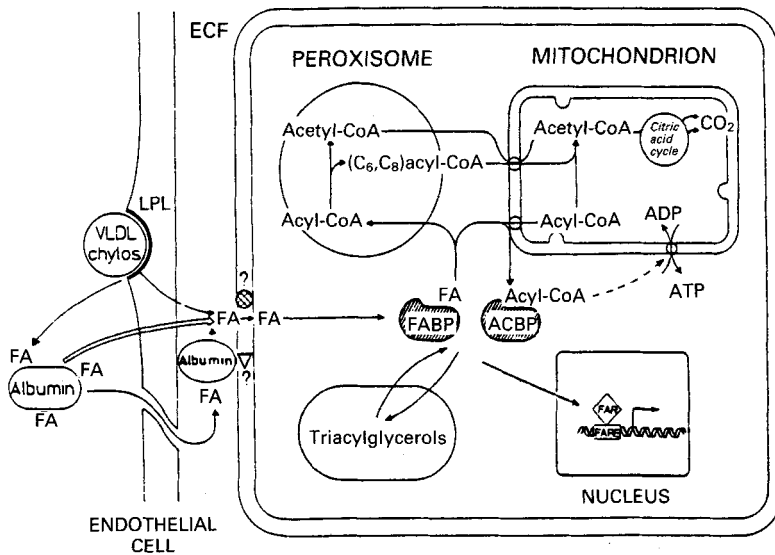 ECF
PEROXISOME
MITOCHONDRION
Acetyl-CoA
(C6,C8)acyl-CoA
Acyl-CoA
Acetyl-CoA
Citric
acid
cycle
CO2
Acyl-CoA
ADP
ATP
LPL
VLDL
chylos
?
FA
FA
FA
FABP
Acyl-CoA
ACBP
FA
Albumin
FA
FA
Albumin
?
FA
Triacylglycerols
FAR
FARE
NUCLEUS
ENDOTHELIAL
CELL